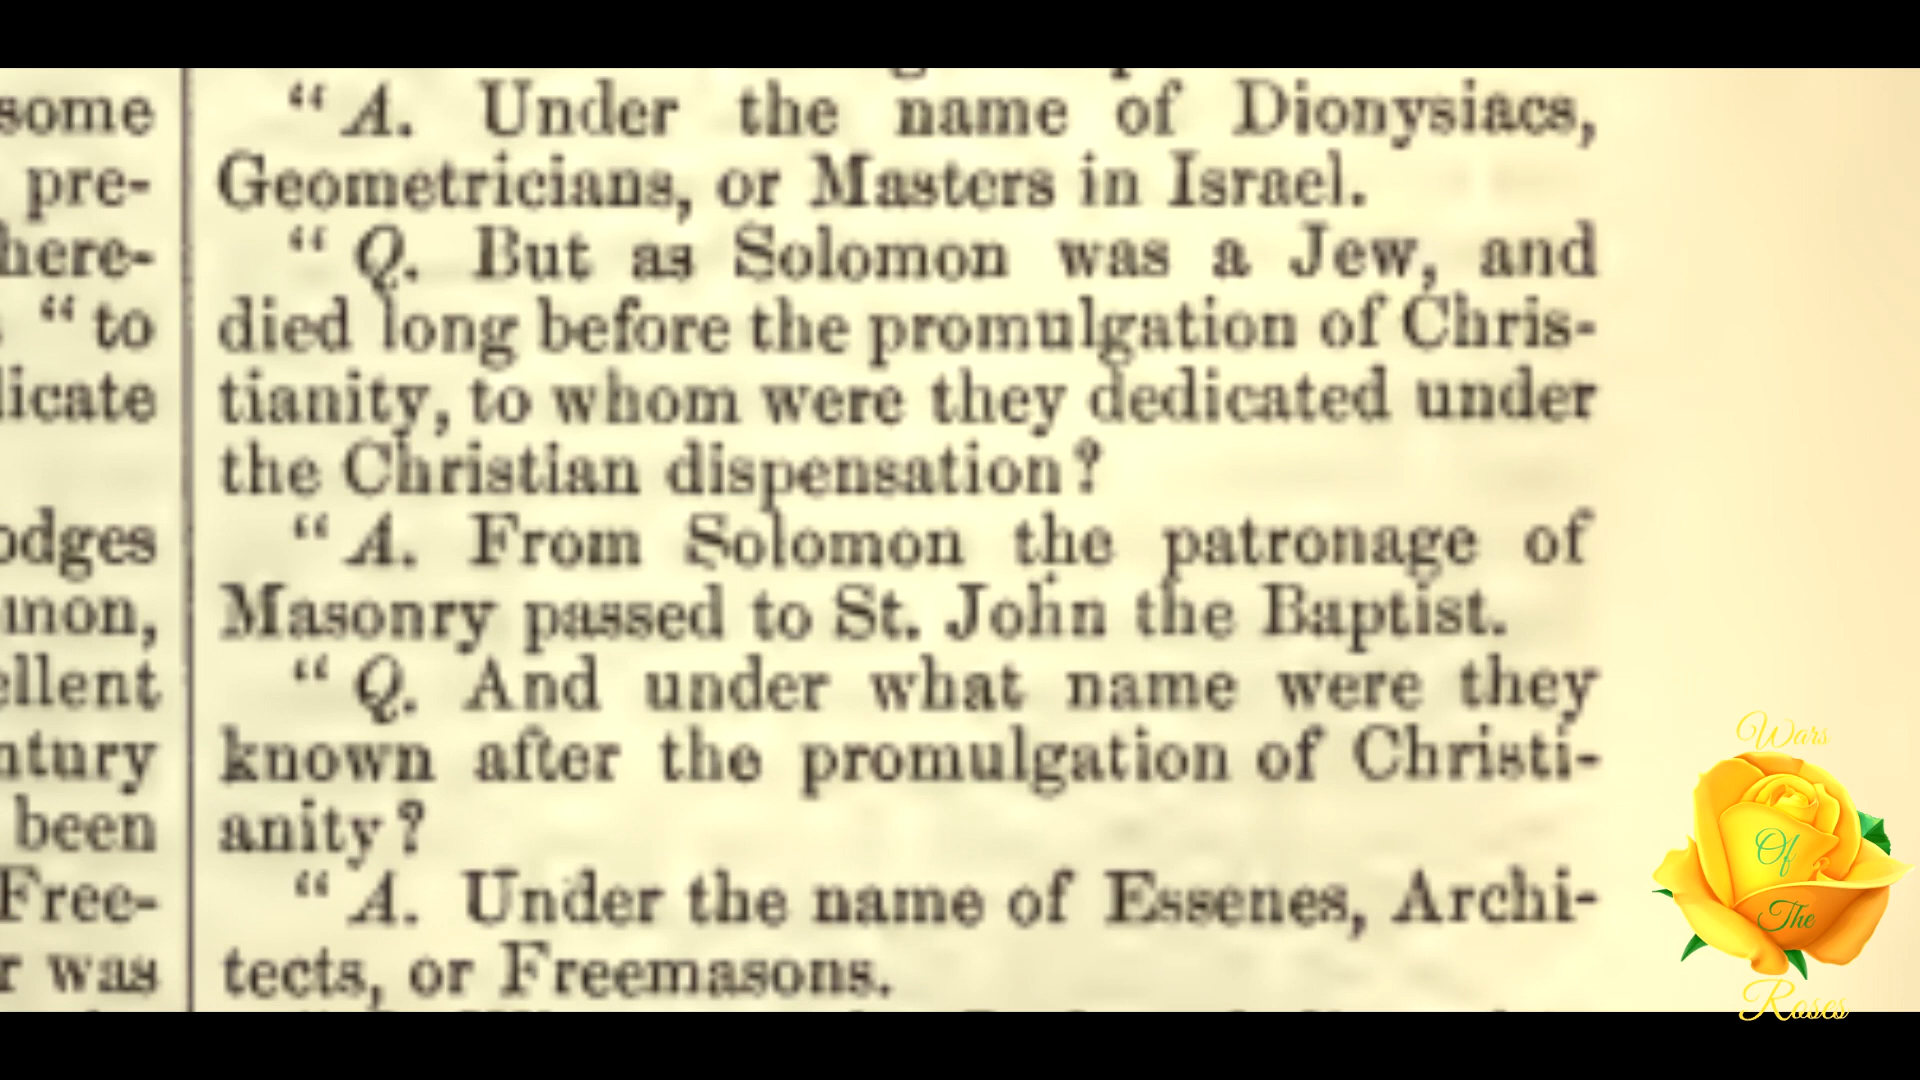 some
pre-
here-
“ to
licate
odges
mon,
ellent
ntury
been
Free-
r was
“ A. Under the name of Dionysiacs,
Geometricians, or Masters in Israel.
“ Q. But as Solomon was a Jew, and
died long before the promulgation of Chris-
tianity, to whom were they dedicated under
the Christian dispensation?
“ A. From Solomon the patronage of
Masonry passed to St. John the Baptist.
“ Q. And under what name were they
known after the promulgation of Christi-
anity?
“ A. Under the name of Essenes, Archi-
tects, or Freemasons.
Wars
Of
The
Roses